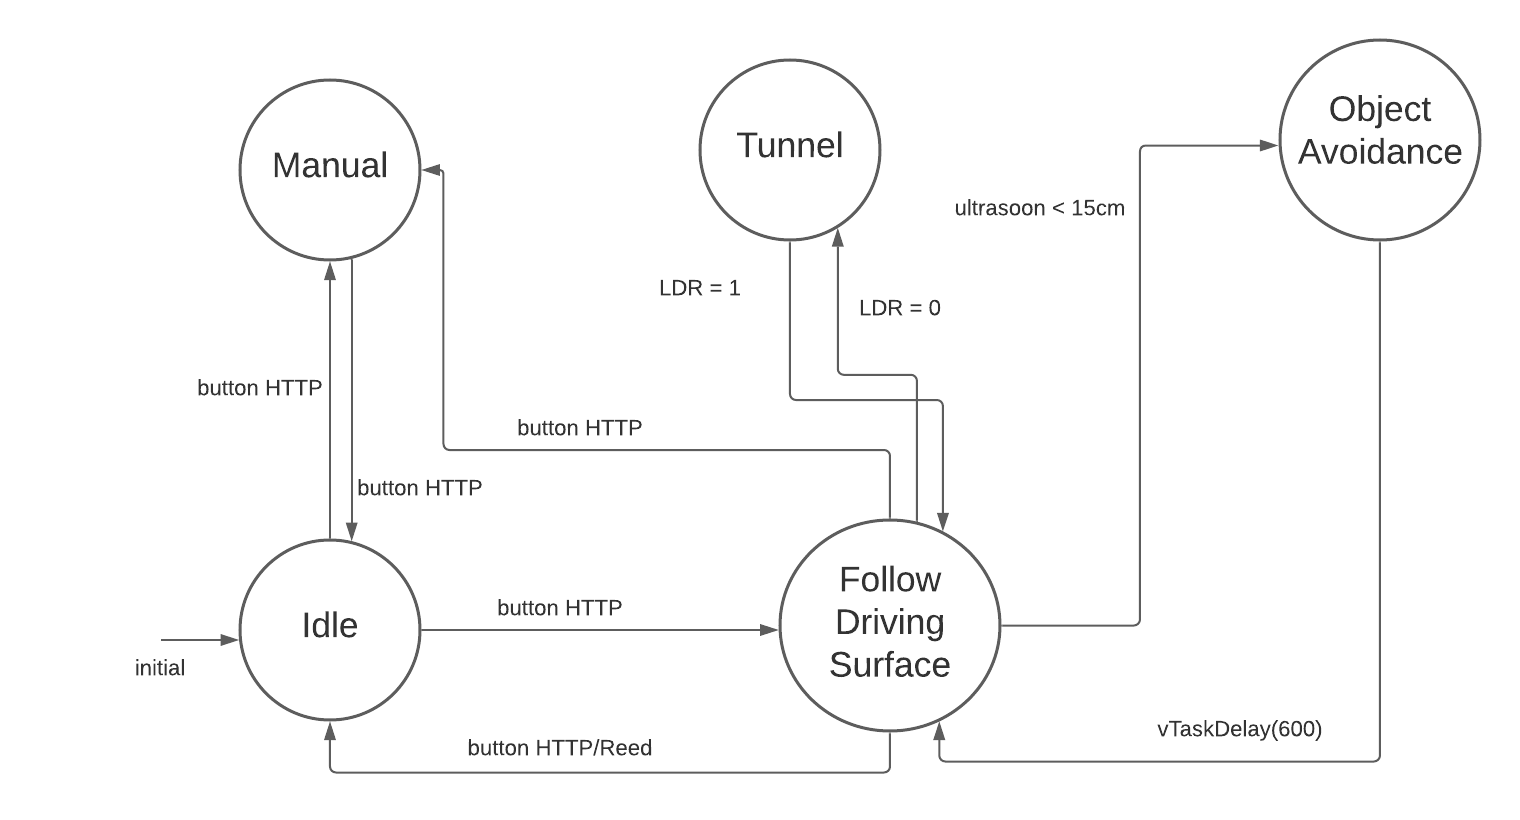 Object
Avoidance
Tunnel
Manual
ultrasoon < 15cm
LDR = 1
LDR = 0
button HTTP
button HTTP
button HTTP
Follow
Driving
Surface
button HTTP
Idle
initial
vTaskDelay(600)
button HTTP/Reed